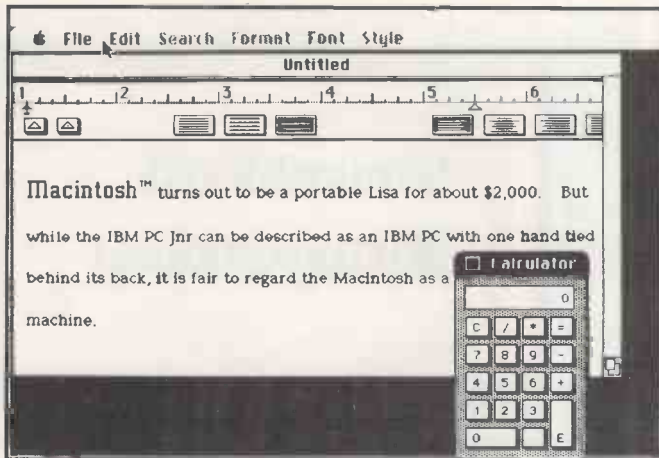 File Edit Search Format Font Style
Untitled
1 2 3 4 5 6
Macintosh™ turns out to be a portable Lisa for about $2,000. But
while the IBM PC Jnr can be described as an IBM PC with one hand tied
behind its back, it is fair to regard the Macintosh as a
machine.
Calculator
0
C / * =
7 8 9 -
4 5 6 +
1 2 3
0 E